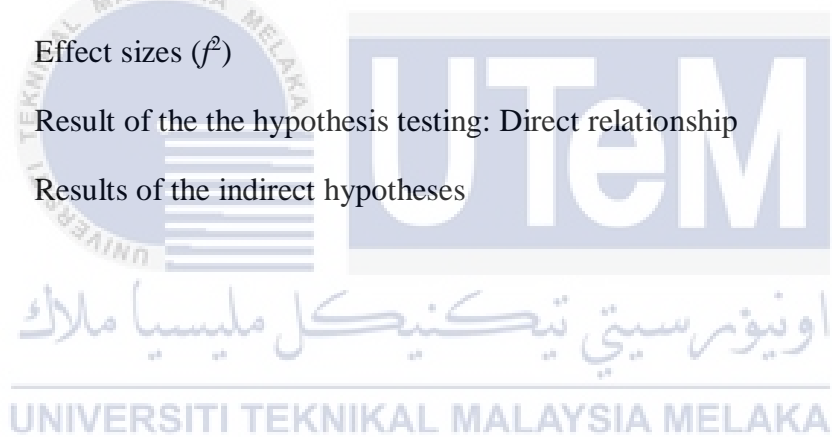 Effect sizes (f²)
Result of the the hypothesis testing: Direct relationship
Results of the indirect hypotheses
UTeM
اونيۏرسيتي تيكنيكل مليسيا ملاك
UNIVERSITI TEKNIKAL MALAYSIA MELAKA